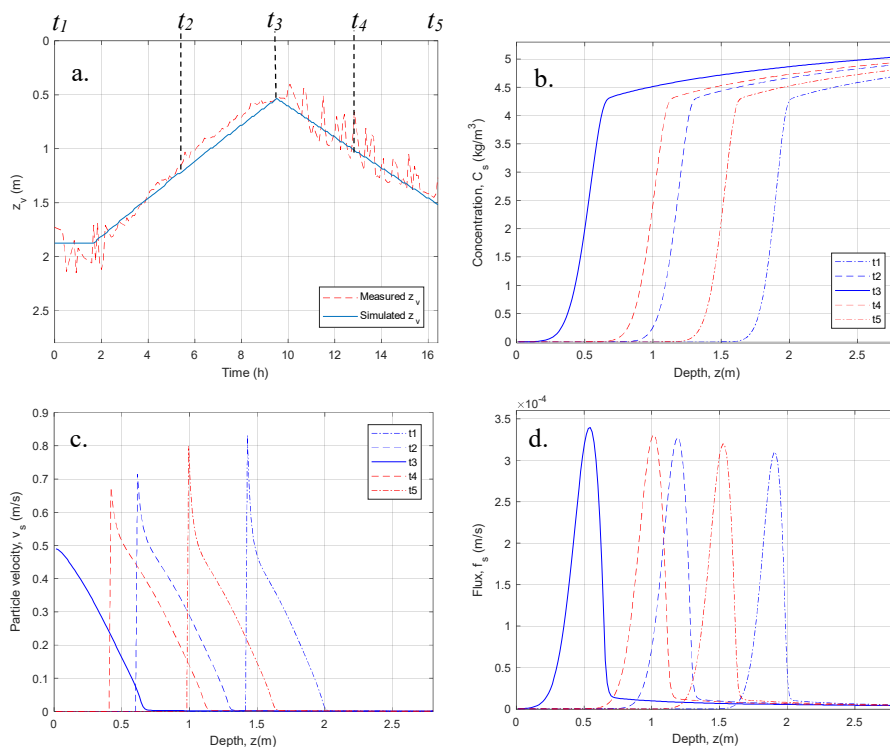 t1 t2 t3 t4 t5
a.
0
0.5
1
1.5
2
2.5
z_v (m)
Measured z_v
Simulated z_v
0 2 4 6 8 10 12 14 16
Time (h)
b.
5
4.5
4
3.5
3
2.5
2
1.5
1
0.5
0
Concentration, C_s (kg/m³)
t1
t2
t3
t4
t5
0 0.5 1 1.5 2 2.5
Depth, z(m)
c.
0.9
0.8
0.7
0.6
0.5
0.4
0.3
0.2
0.1
0
Particle velocity, v_s (m/s)
t1
t2
t3
t4
t5
0 0.5 1 1.5 2 2.5
Depth, z(m)
×10⁻⁴
d.
3.5
3
2.5
2
1.5
1
0.5
0
Flux, f_s (m/s)
0 0.5 1 1.5 2 2.5
Depth, z(m)